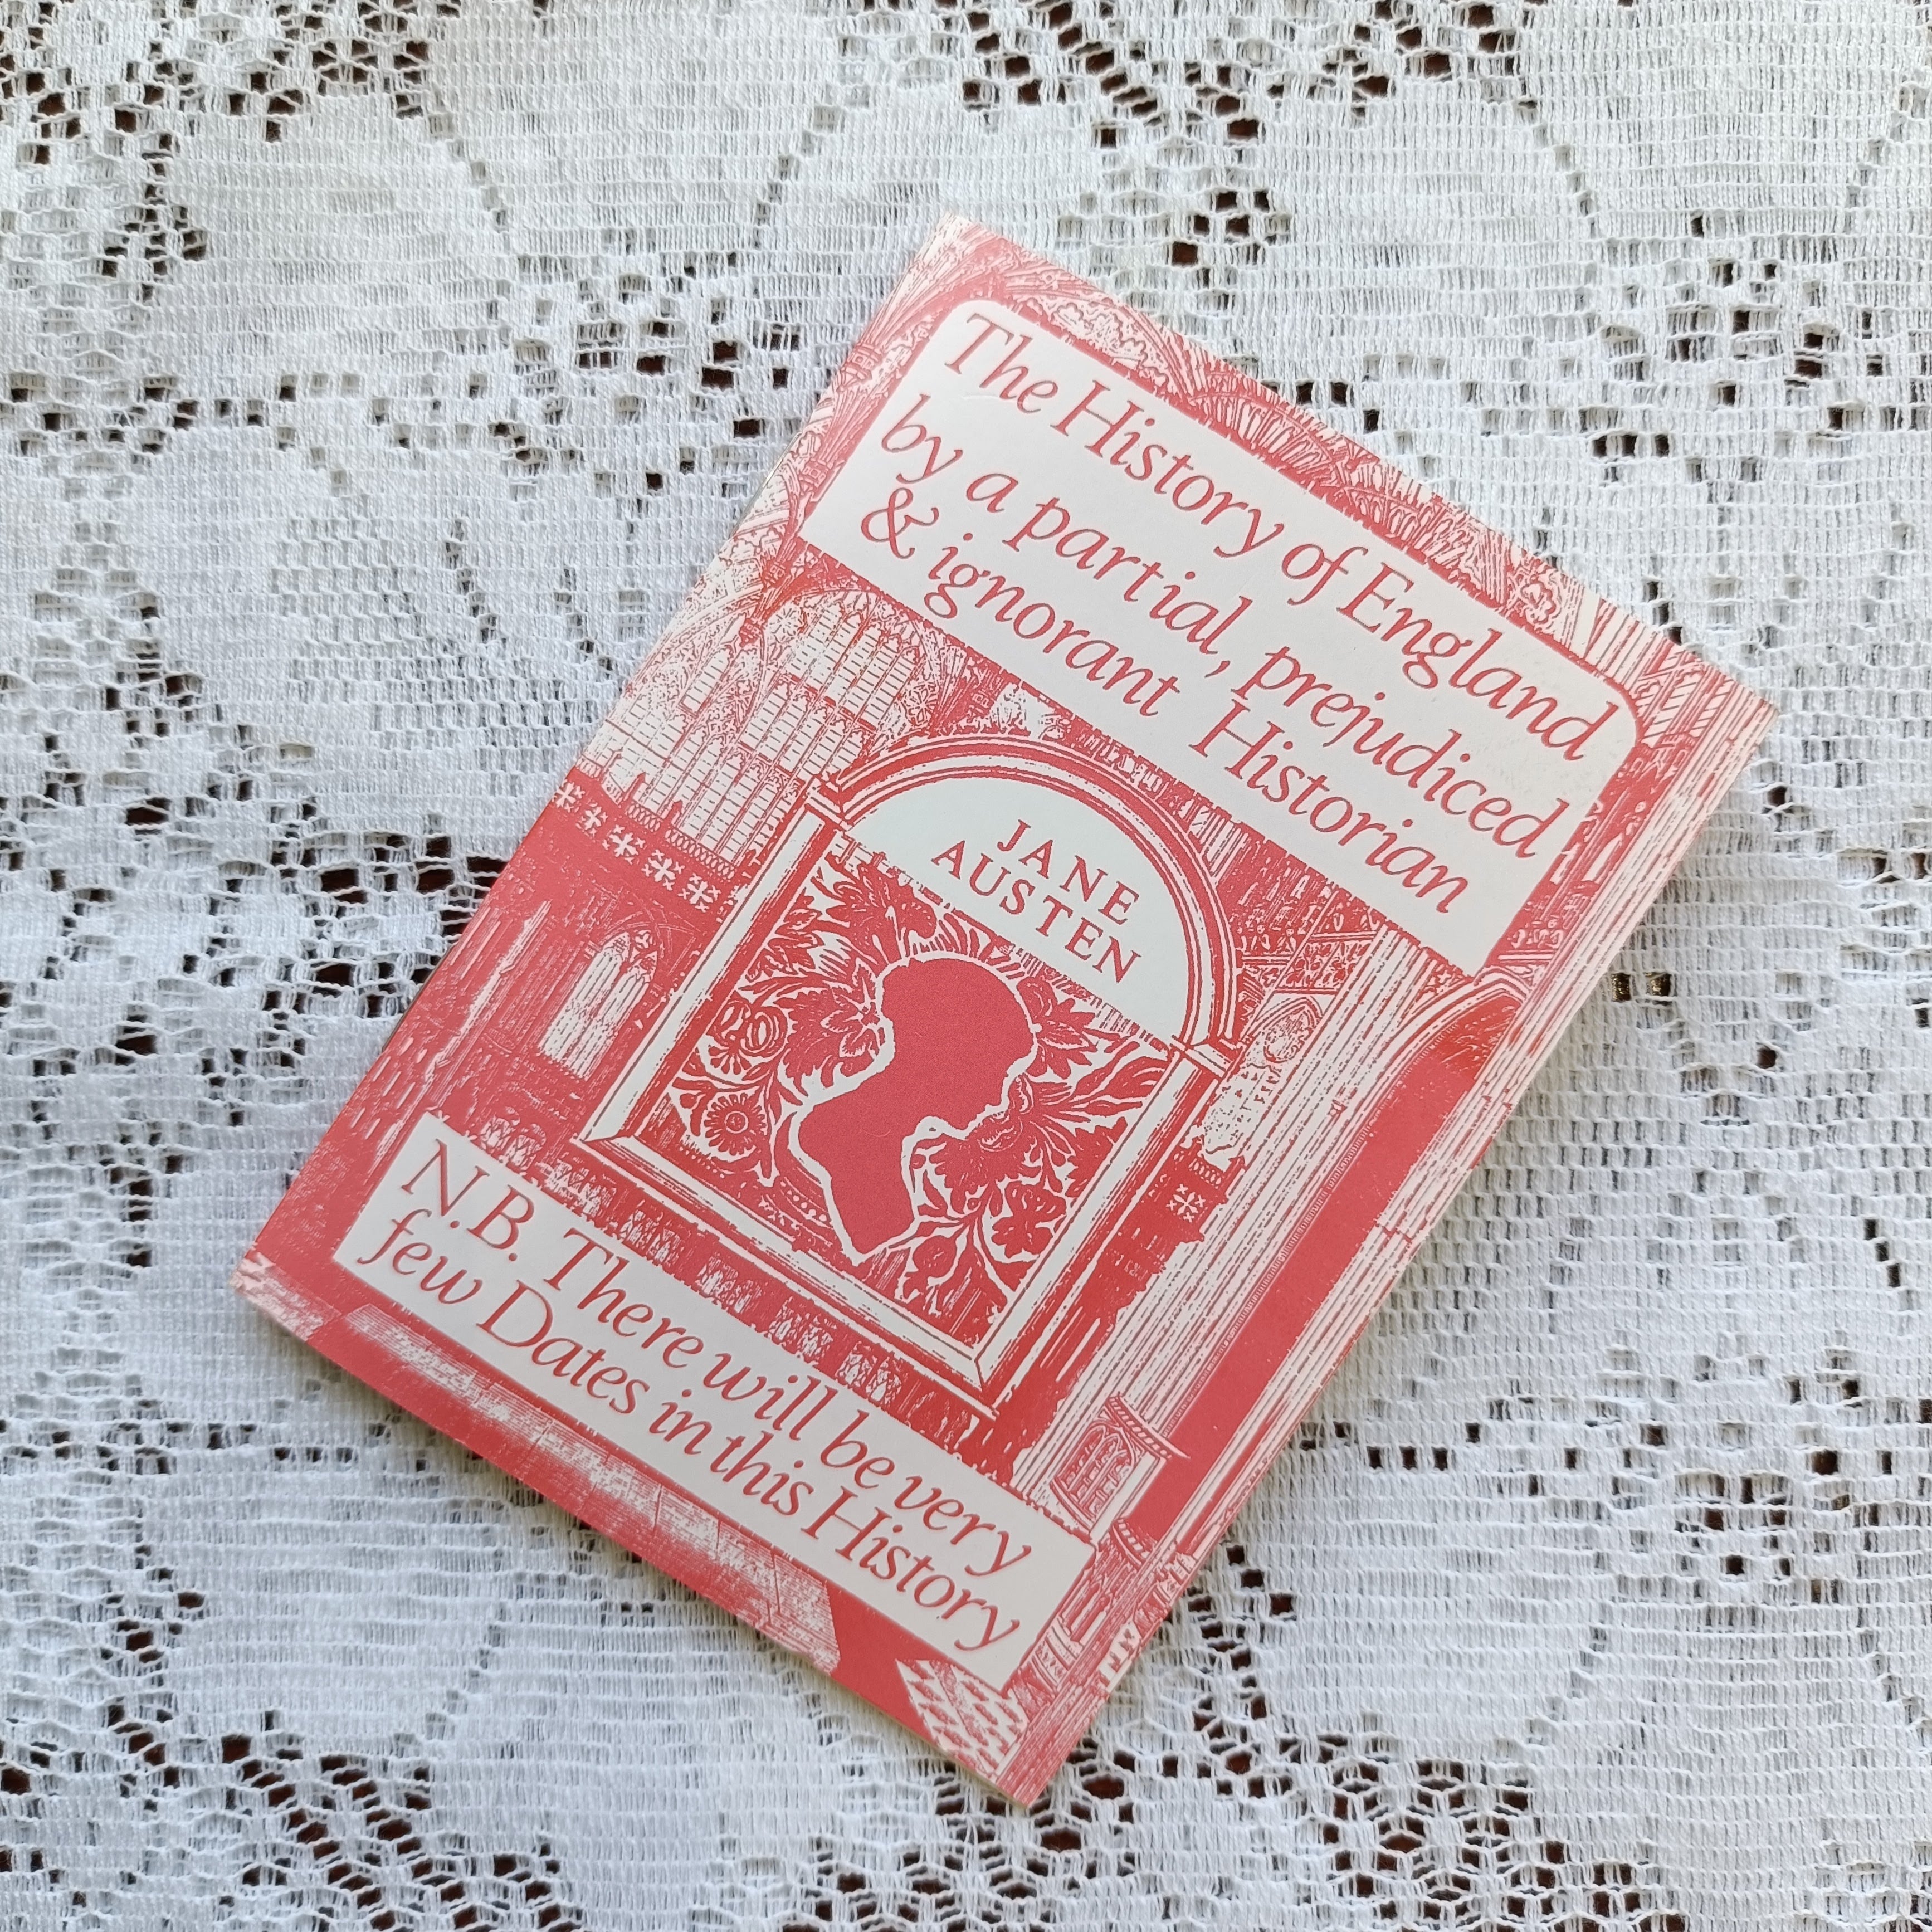 The History of England
by a partial, prejudiced
& ignorant Historian
JANE
AUSTEN
N.B. There will be very
few Dates in this History